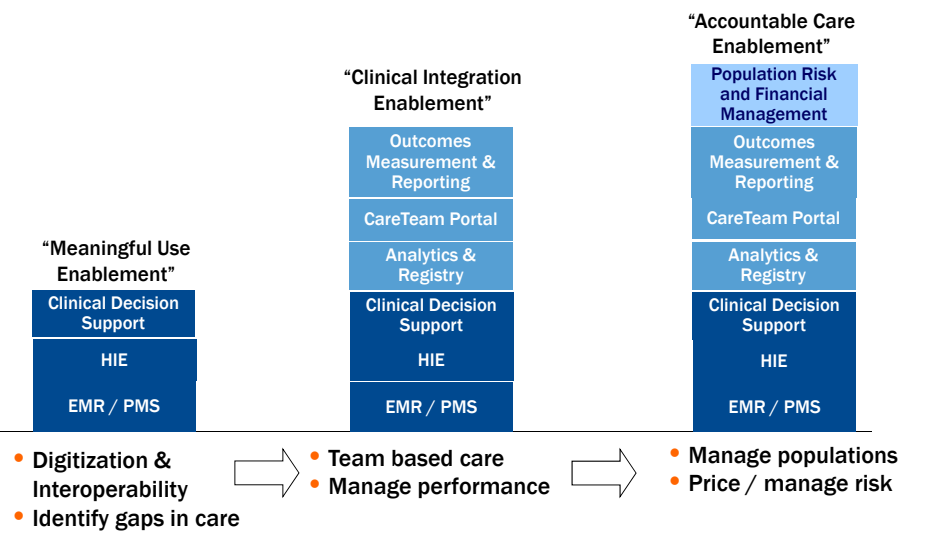 “Meaningful Use
Enablement”
Clinical Decision
Support
HIE
EMR / PMS
• Digitization &
Interoperability
• Identify gaps in care
“Clinical Integration
Enablement”
Outcomes
Measurement &
Reporting
CareTeam Portal
Analytics &
Registry
Clinical Decision
Support
HIE
EMR / PMS
• Team based care
• Manage performance
“Accountable Care
Enablement”
Population Risk
and Financial
Management
Outcomes
Measurement &
Reporting
CareTeam Portal
Analytics &
Registry
Clinical Decision
Support
HIE
EMR / PMS
• Manage populations
• Price / manage risk